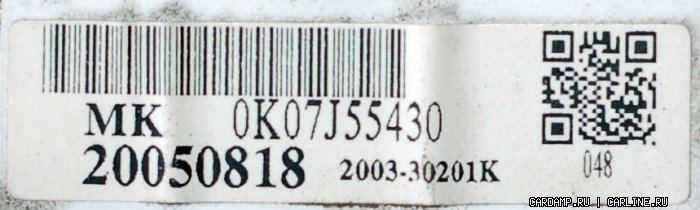 MK 0K07J55430
20050818 2003-30201K
048
CARDAMP.RU | CARLINE.RU